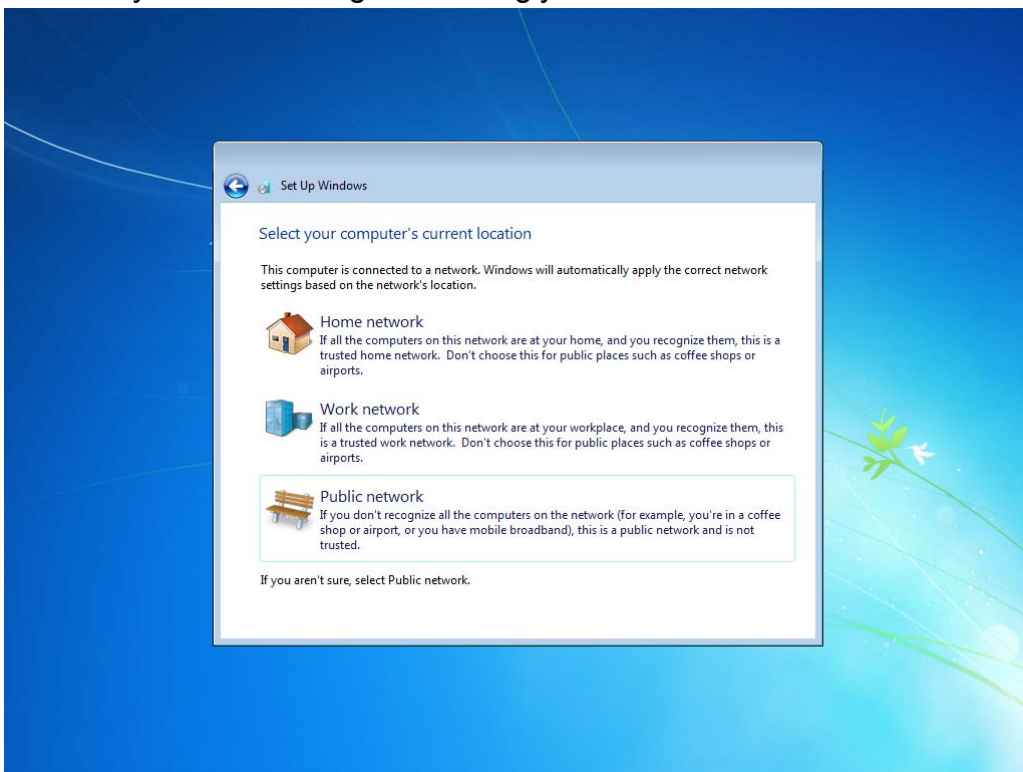 Set Up Windows
Select your computer's current location
This computer is connected to a network. Windows will automatically apply the correct network
settings based on the network's location.
Home network
If all the computers on this network are at your home, and you recognize them, this is a
trusted home network.  Don't choose this for public places such as coffee shops or
airports.
Work network
If all the computers on this network are at your workplace, and you recognize them, this
is a trusted work network.  Don't choose this for public places such as coffee shops or
airports.
Public network
If you don't recognize all the computers on the network (for example, you're in a coffee
shop or airport, or you have mobile broadband), this is a public network and is not
trusted.
If you aren't sure, select Public network.